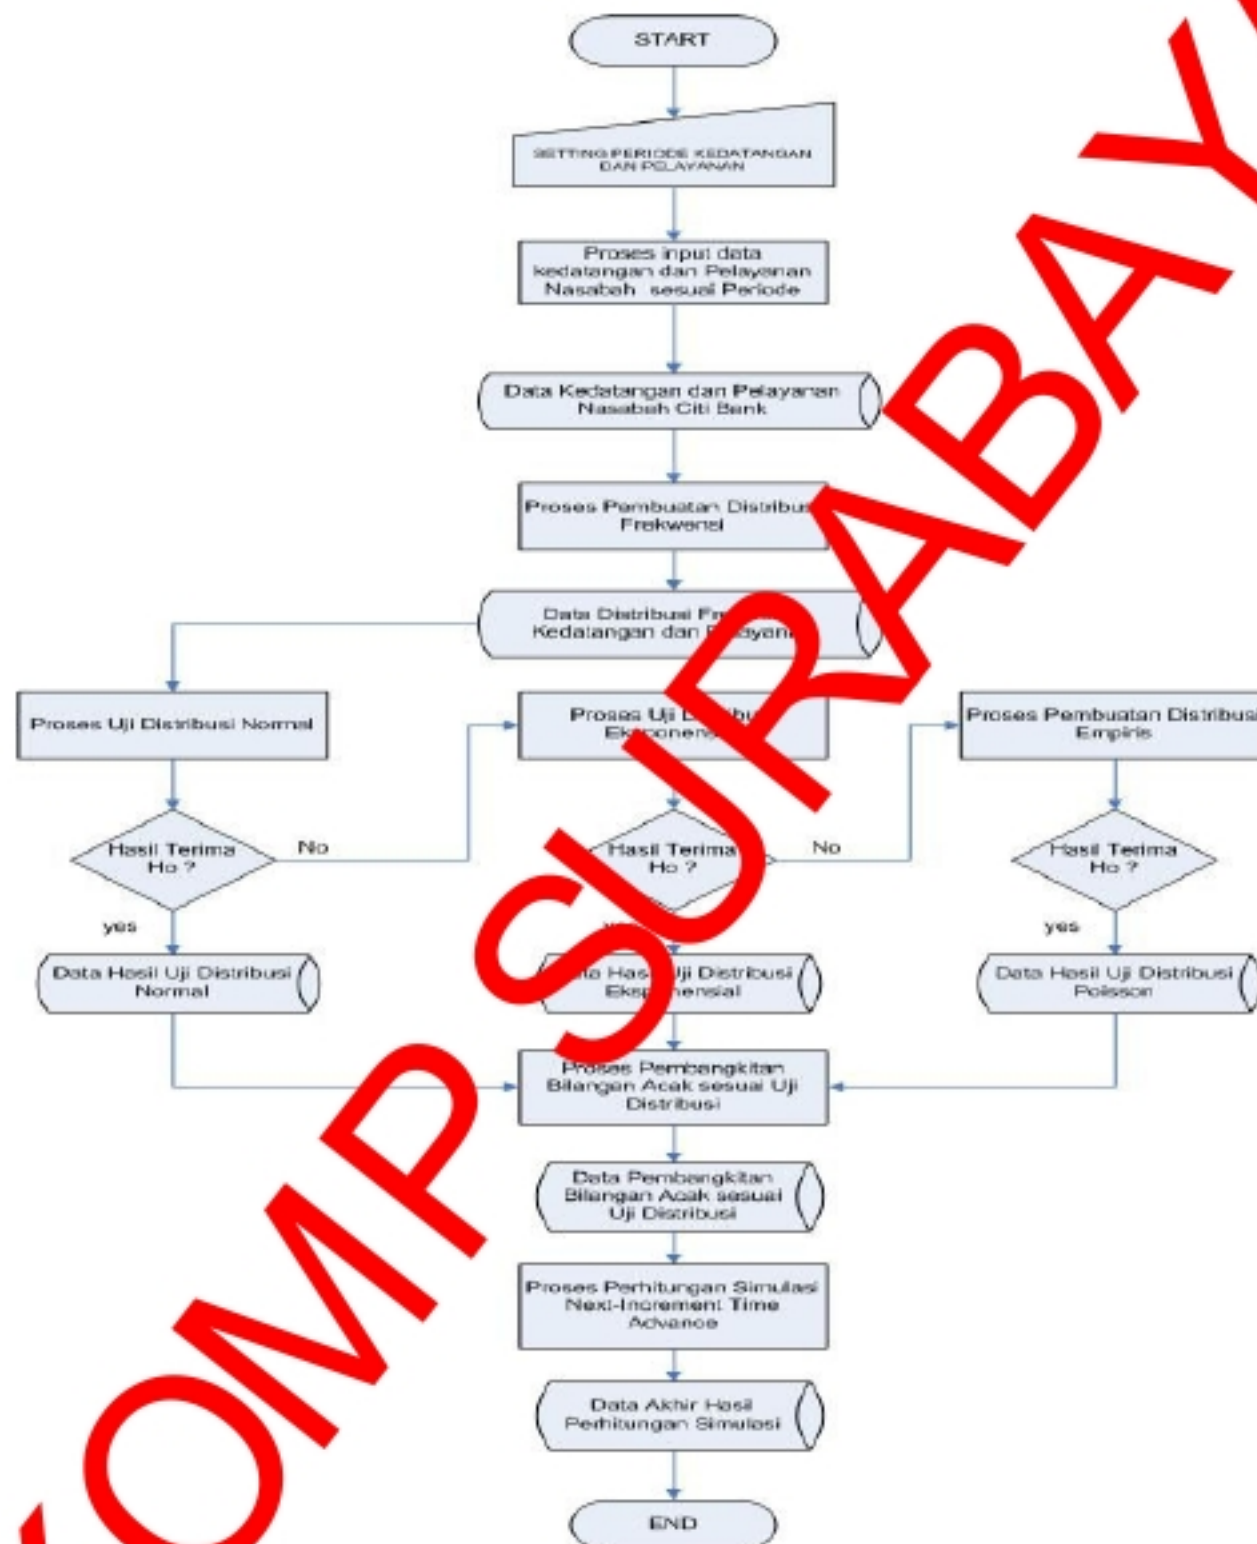 START
SETTING PERIODE KEDATANGAN
DAN PELAYANAN
Proses input data
kedatangan dan Pelayanan
Nasabah sesuai Periode
Data Kedatangan dan Pelayanan
Nasabah Citi Bank
Proses Pembuatan
Frekwensi
Data Distribusi
Kedatangan dan
Proses Uji Distribusi Normal
Proses Uji
Proses Pembuatan Distribusi
Empiris
Hasil Terima
Ho ?
No
Hasil Terima
Ho ?
No
Hasil Terima
Ho ?
yes
yes
Data Hasil Uji Distribusi
Normal
Uji Distribusi
Data Hasil Uji Distribusi
Poisson
Proses Pembangkitan
Bilangan Acak sesuai Uji
Distribusi
Data Pembangkitan
Bilangan Acak sesuai
Uji Distribusi
Proses Perhitungan Simulasi
Next-Increment Time
Advance
Data Akhir Hasil
Perhitungan Simulasi
END
SURABAY